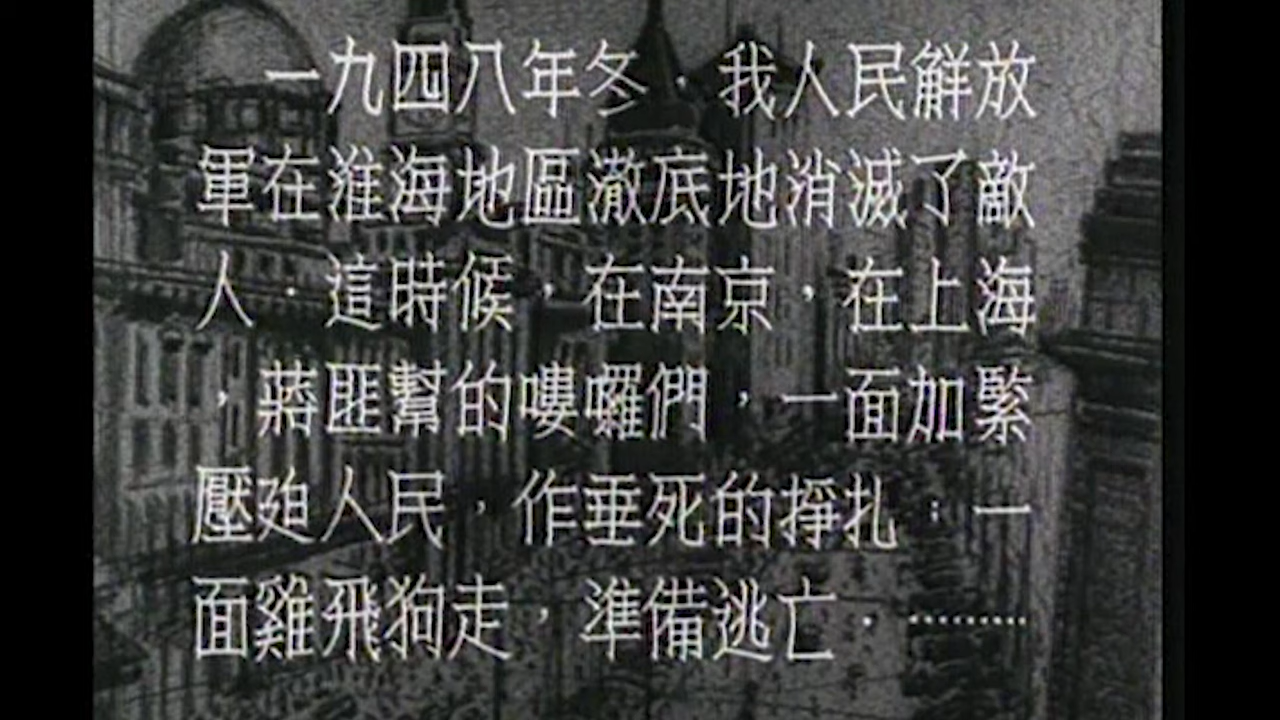 一九四八年冬，我人民解放
軍在淮海地區澈底地消滅了敵
人．這時候，在南京，在上海
，蔣匪幫的嘍囉們，一面加緊
壓廹人民，作垂死的掙扎；一
面雞飛狗走，準備逃亡．………